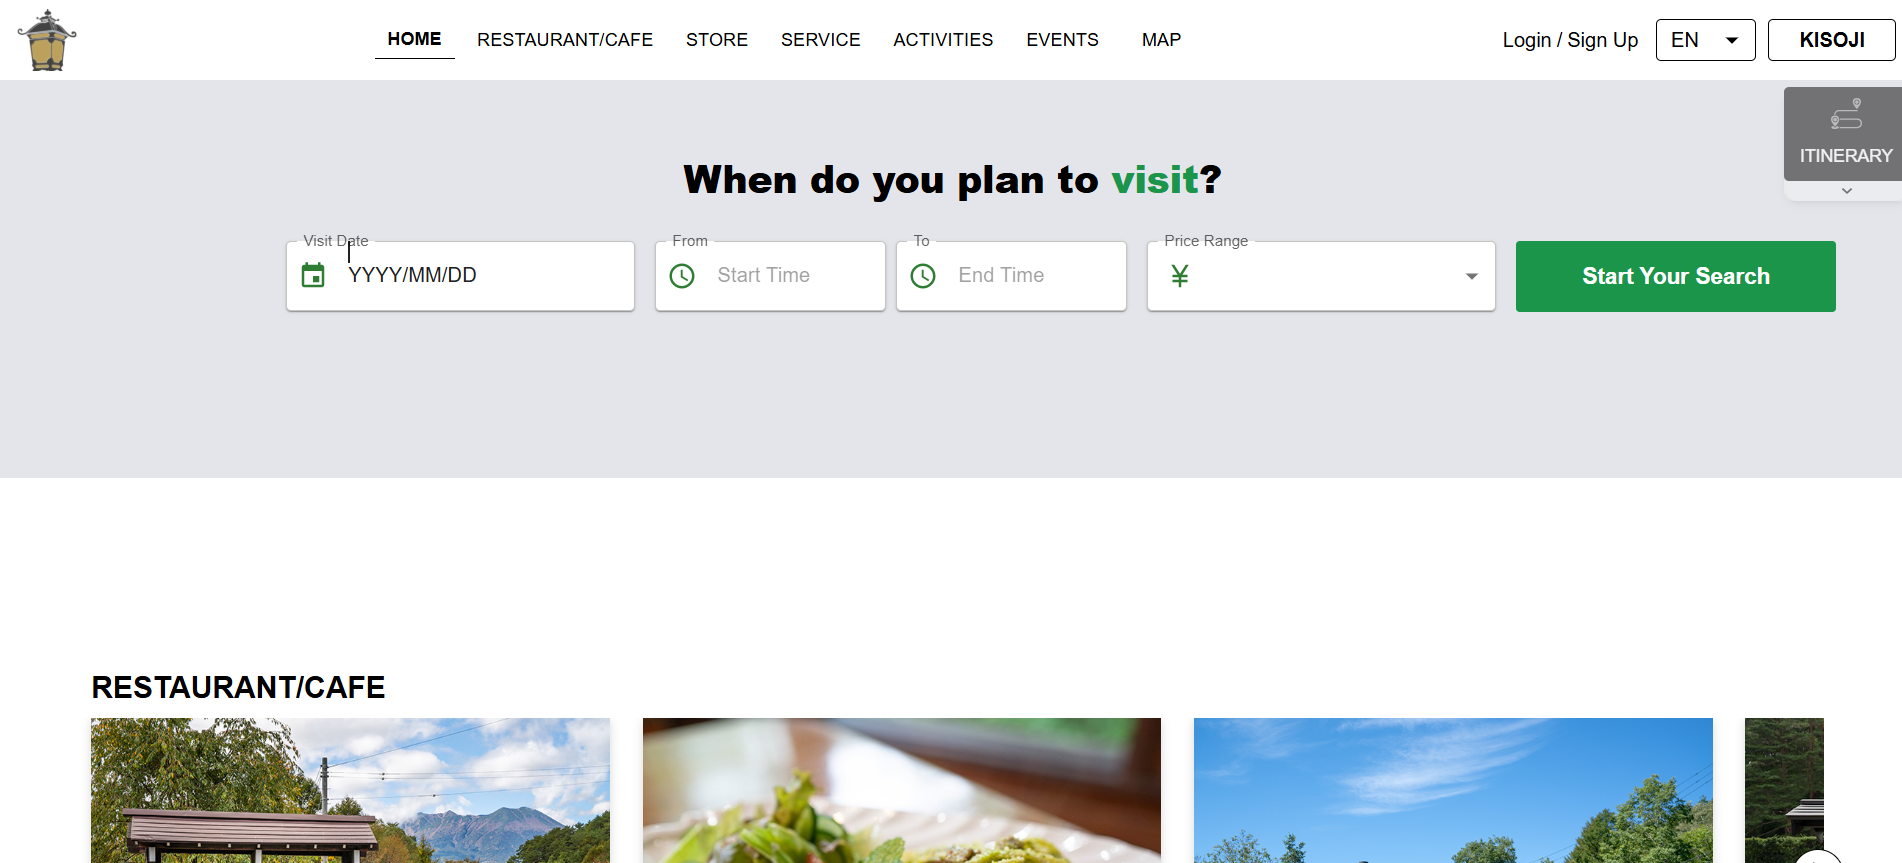 HOME RESTAURANT/CAFE STORE SERVICE ACTIVITIES EVENTS MAP Login / Sign Up EN KISOJI
ITINERARY
When do you plan to visit?
Visit Date From To Price Range
YYYY/MM/DD Start Time End Time ¥ Start Your Search
RESTAURANT/CAFE